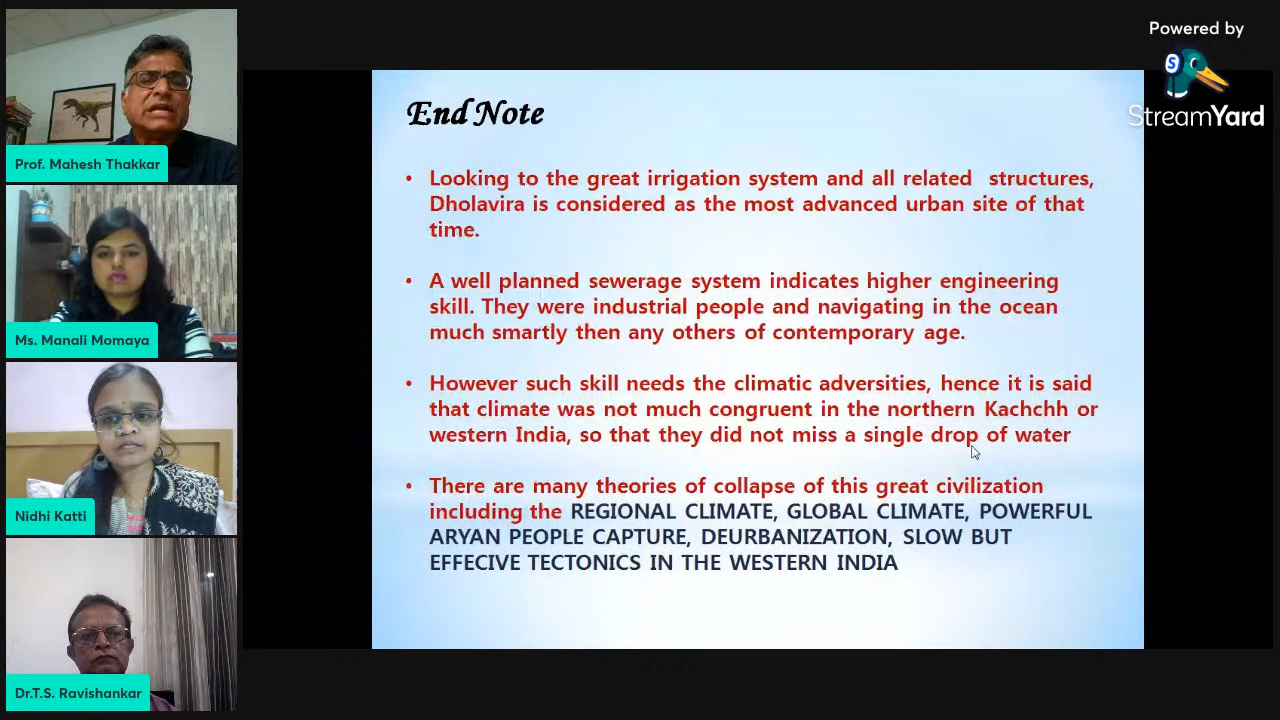 Prof. Mahesh Thakkar
Ms. Manali Momaya
Nidhi Katti
Dr.T.S. Ravishankar
Powered by
S
StreamYard
End Note
• Looking to the great irrigation system and all related structures,
Dholavira is considered as the most advanced urban site of that
time.
• A well planned sewerage system indicates higher engineering
skill. They were industrial people and navigating in the ocean
much smartly then any others of contemporary age.
• However such skill needs the climatic adversities, hence it is said
that climate was not much congruent in the northern Kachchh or
western India, so that they did not miss a single drop of water
• There are many theories of collapse of this great civilization
including the REGIONAL CLIMATE, GLOBAL CLIMATE, POWERFUL
ARYAN PEOPLE CAPTURE, DEURBANIZATION, SLOW BUT
EFFECIVE TECTONICS IN THE WESTERN INDIA